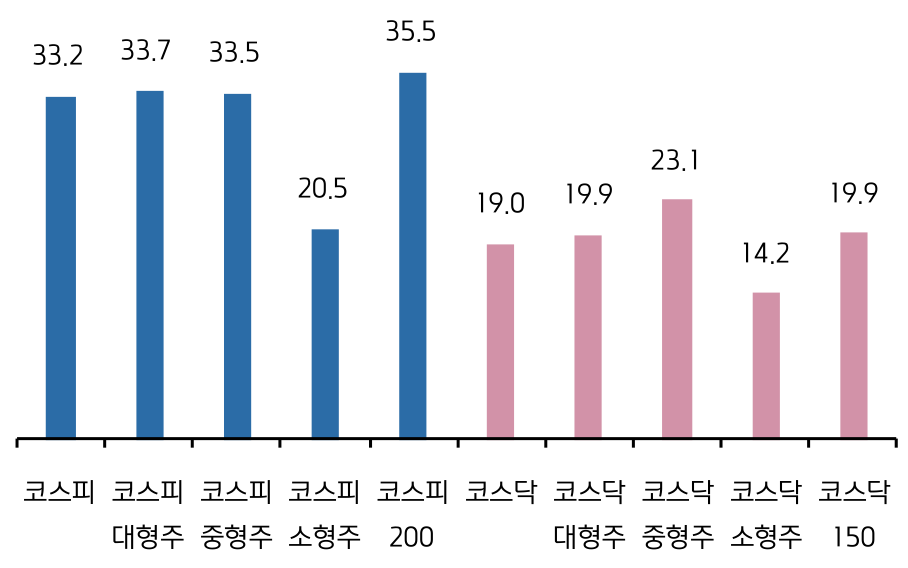 33.2
33.7
33.5
20.5
35.5
19.0
19.9
23.1
14.2
19.9
코스피
코스피
대형주
코스피
중형주
코스피
소형주
코스피
200
코스닥
코스닥
대형주
코스닥
중형주
코스닥
소형주
코스닥
150